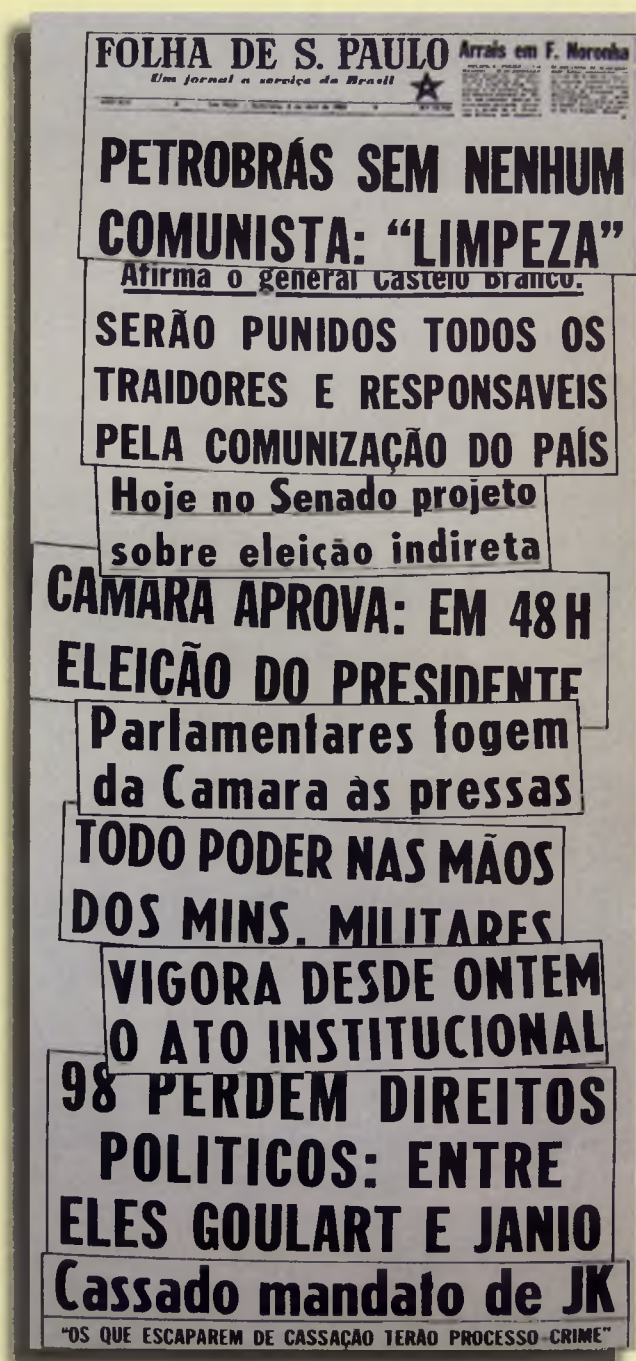 FOLHA DE S. PAULO
Um jornal a serviço do Brasil
Arrais em F. Noronha
PETROBRÁS SEM NENHUM
COMUNISTA: “LIMPEZA”
Afirma o general Castelo Branco.
SERÃO PUNIDOS TODOS OS
TRAIDORES E RESPONSAVEIS
PELA COMUNIZAÇÃO DO PAÍS
Hoje no Senado projeto
sobre eleição indireta
CAMARA APROVA: EM 48 H
ELEIÇÃO DO PRESIDENTE
Parlamentares fogem
da Camara às pressas
TODO PODER NAS MÃOS
DOS MINS. MILITARES
VIGORA DESDE ONTEM
O ATO INSTITUCIONAL
98 PERDEM DIREITOS
POLITICOS: ENTRE
ELES GOULART E JANIO
Cassado mandato de JK
“OS QUE ESCAPAREM DE CASSAÇÃO TERÃO PROCESSO-CRIME”